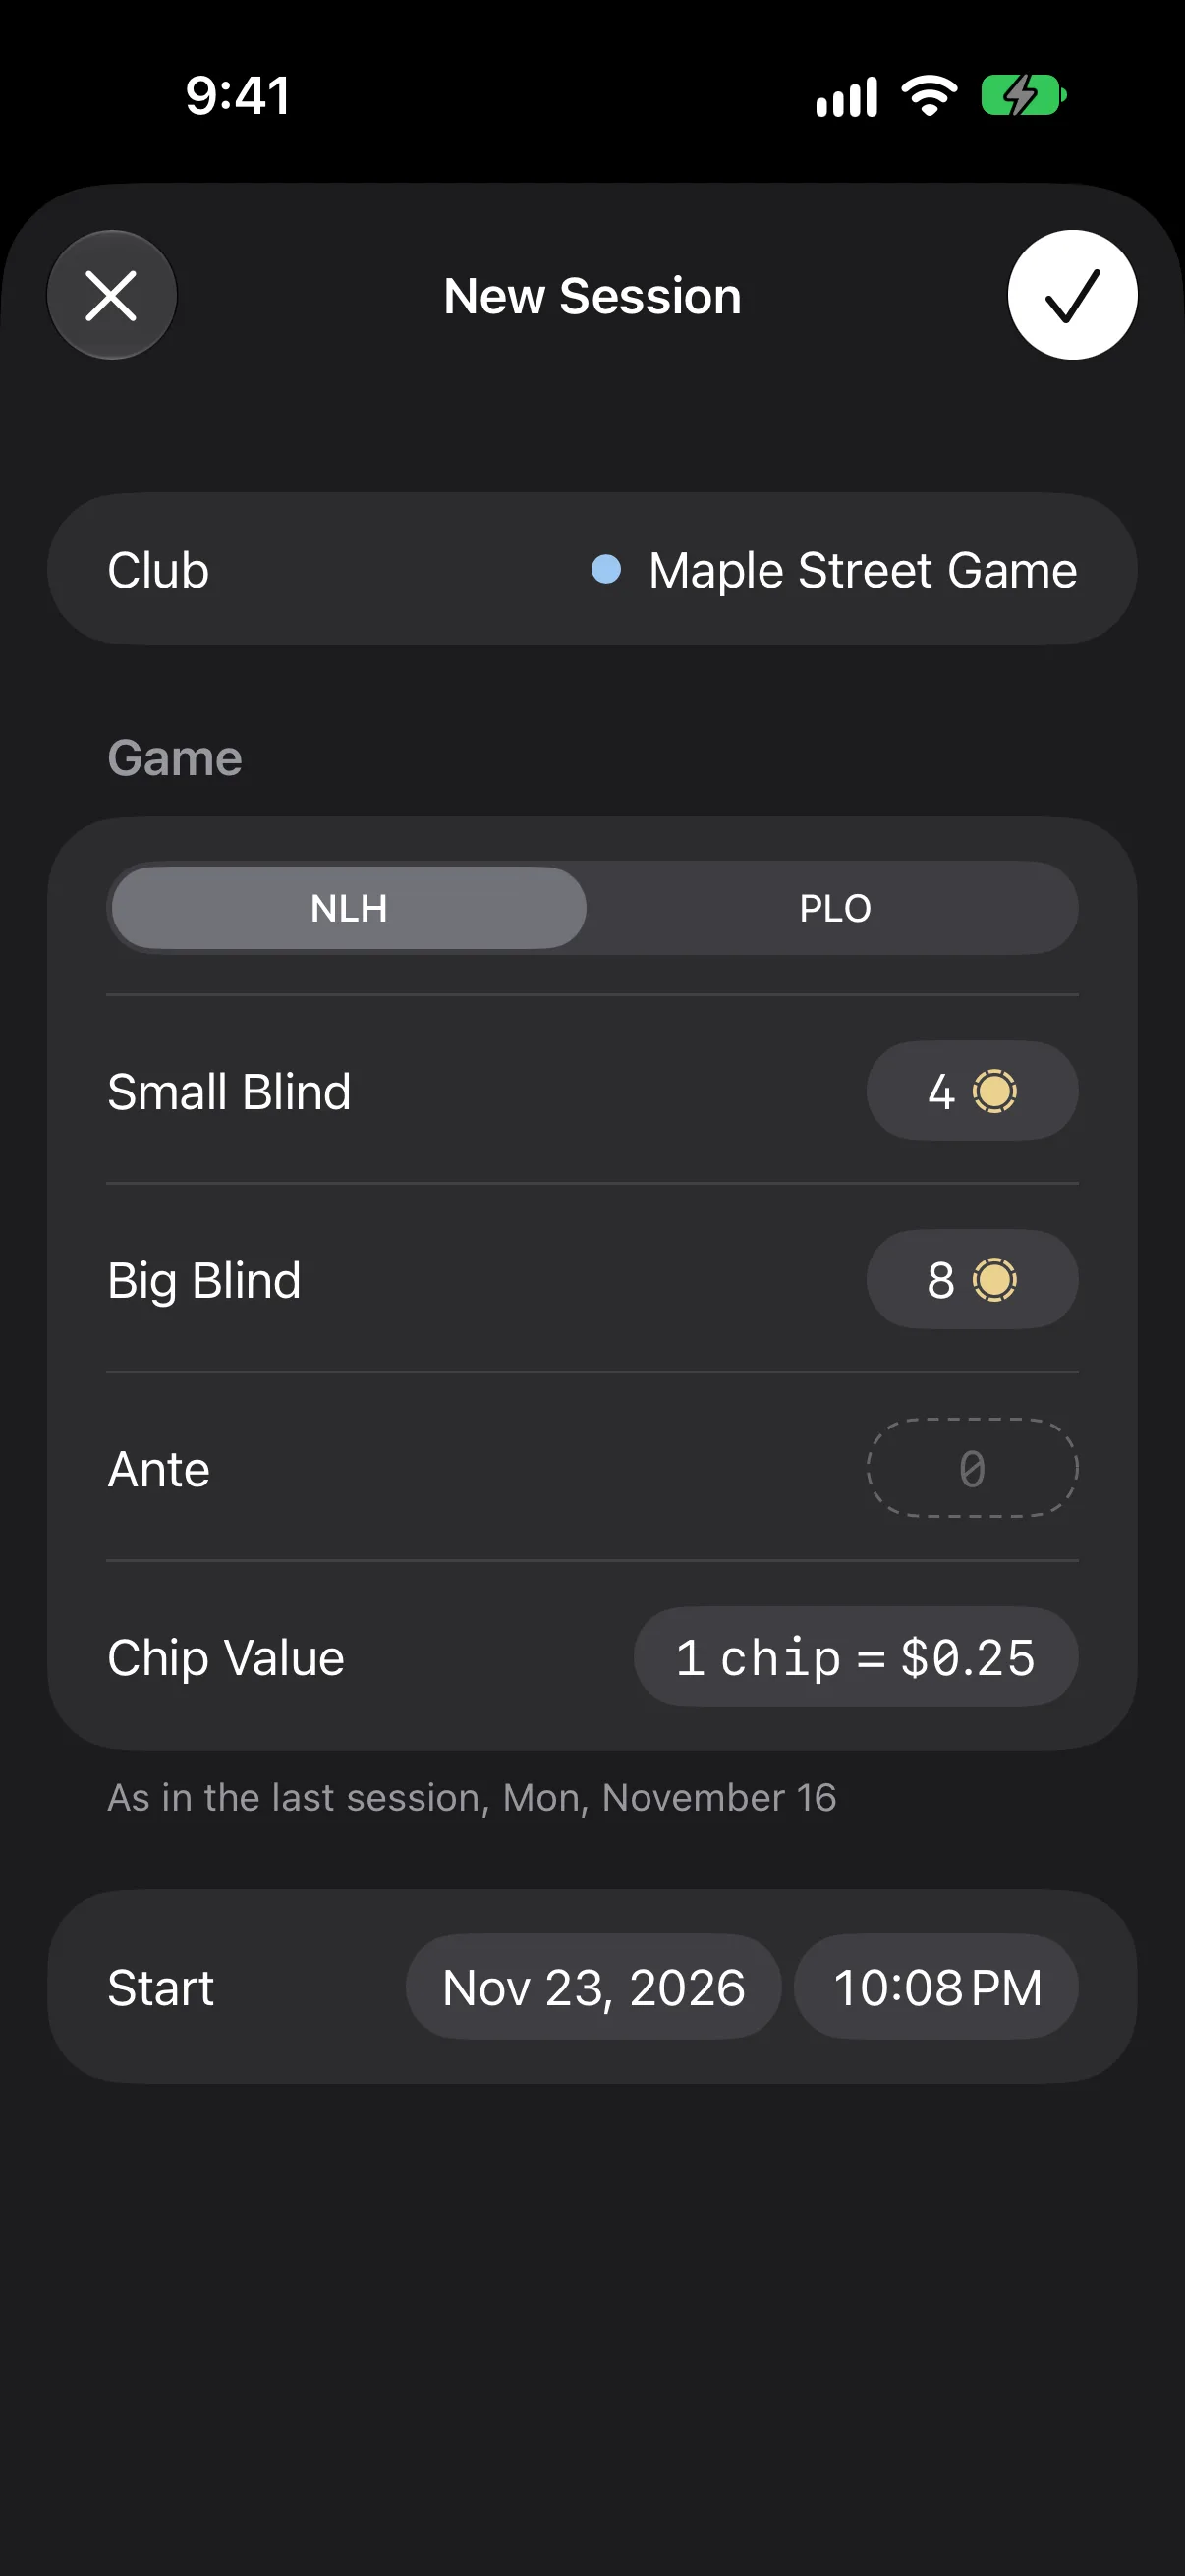 9:41
New Session
Club Maple Street Game
Game
NLH PLO
Small Blind 4
Big Blind 8
Ante 0
Chip Value 1 chip = $0.25
As in the last session, Mon, November 16
Start Nov 23, 2026 10:08 PM